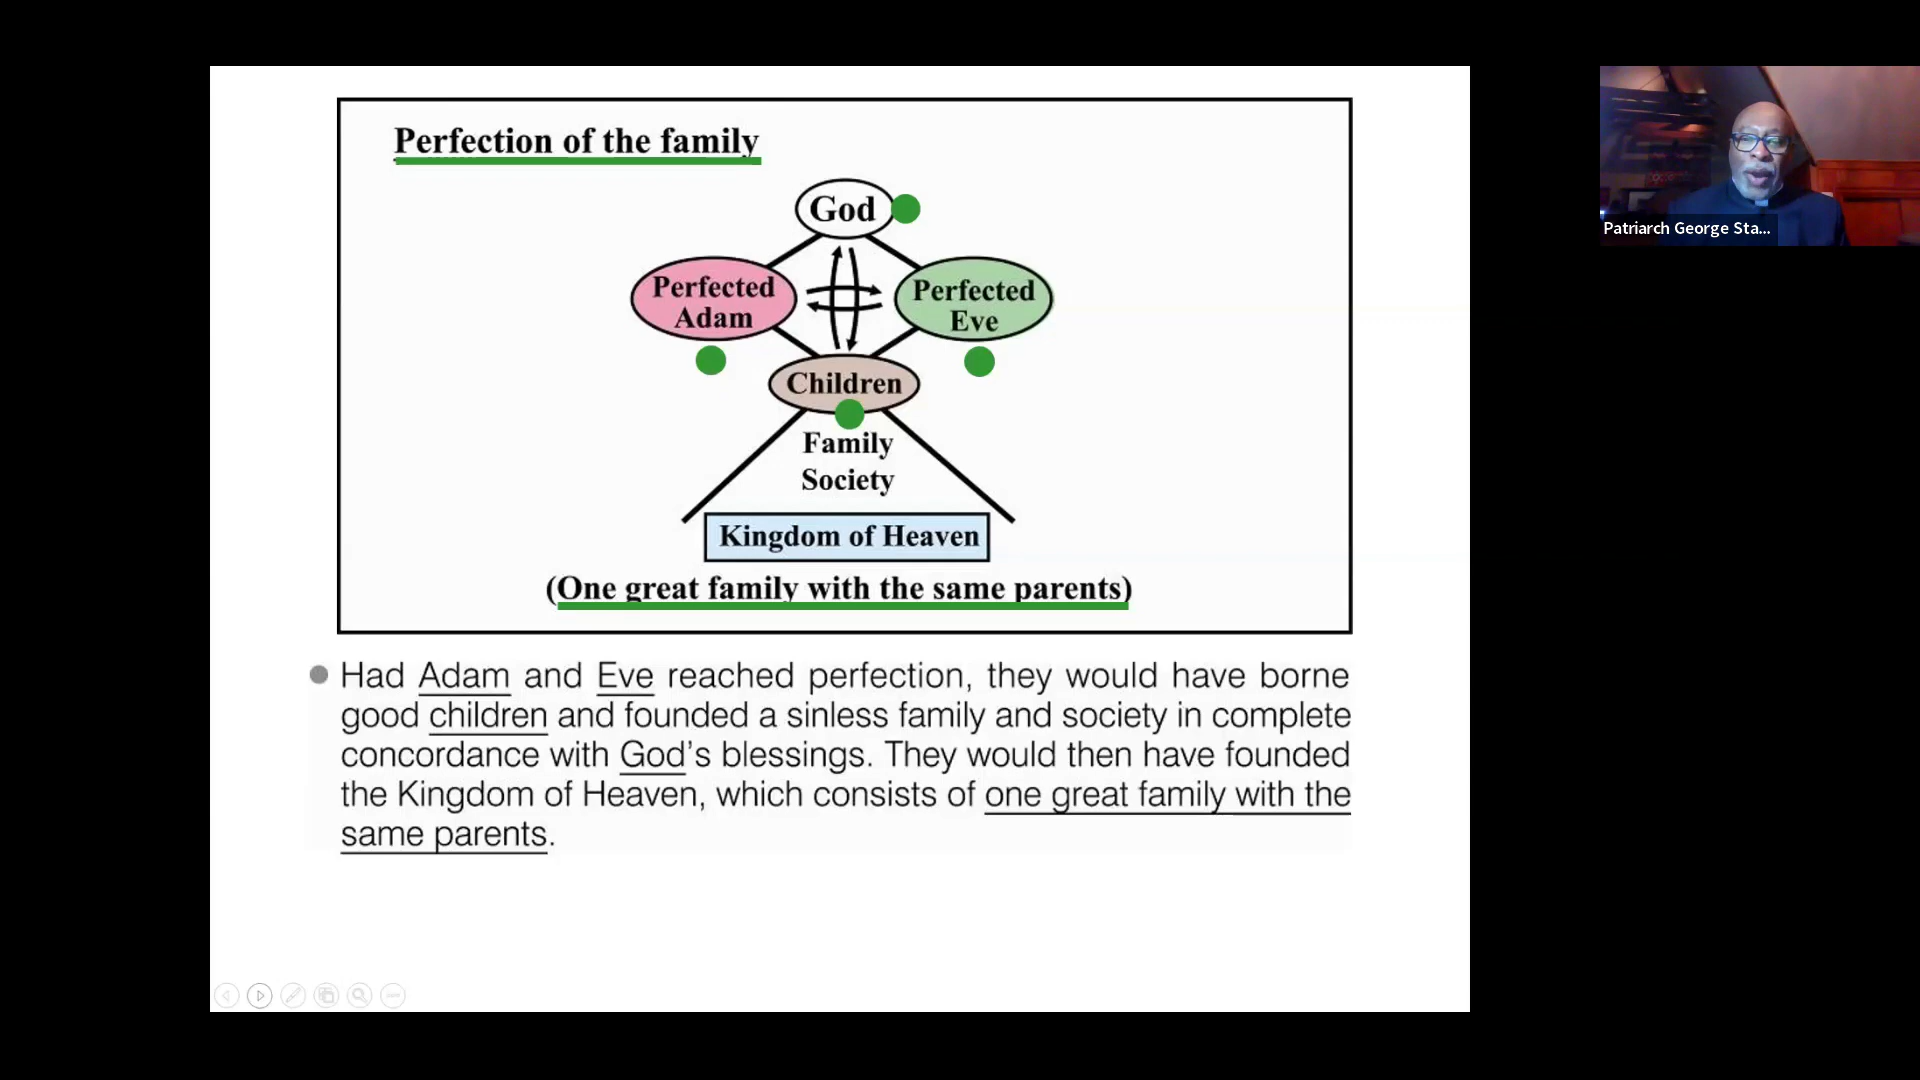 Perfection of the family
God
Perfected
Adam
Perfected
Eve
Children
Family
Society
Kingdom of Heaven
(One great family with the same parents)
Had Adam and Eve reached perfection, they would have borne
good children and founded a sinless family and society in complete
concordance with God's blessings. They would then have founded
the Kingdom of Heaven, which consists of one great family with the
same parents.
Patriarch George Sta...